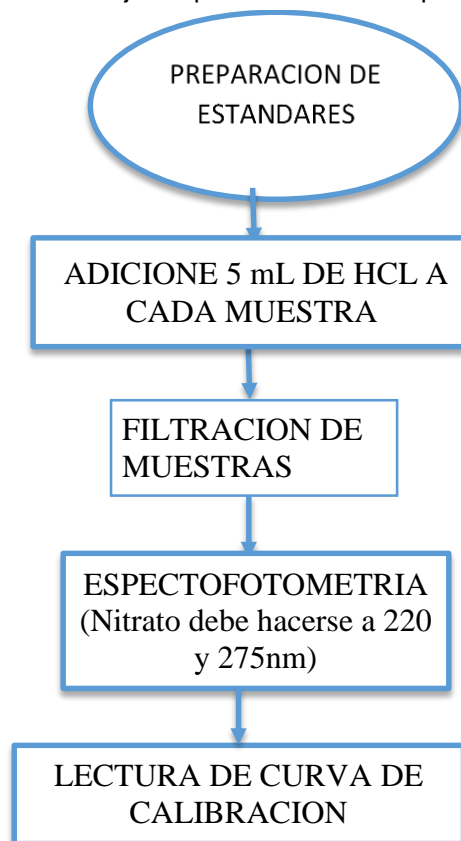 PREPARACION DE
ESTANDARES
ADICIONE 5 mL DE HCL A
CADA MUESTRA
FILTRACION DE
MUESTRAS
ESPECTOFOTOMETRIA
(Nitrato debe hacerse a 220
y 275nm)
LECTURA DE CURVA DE
CALIBRACION